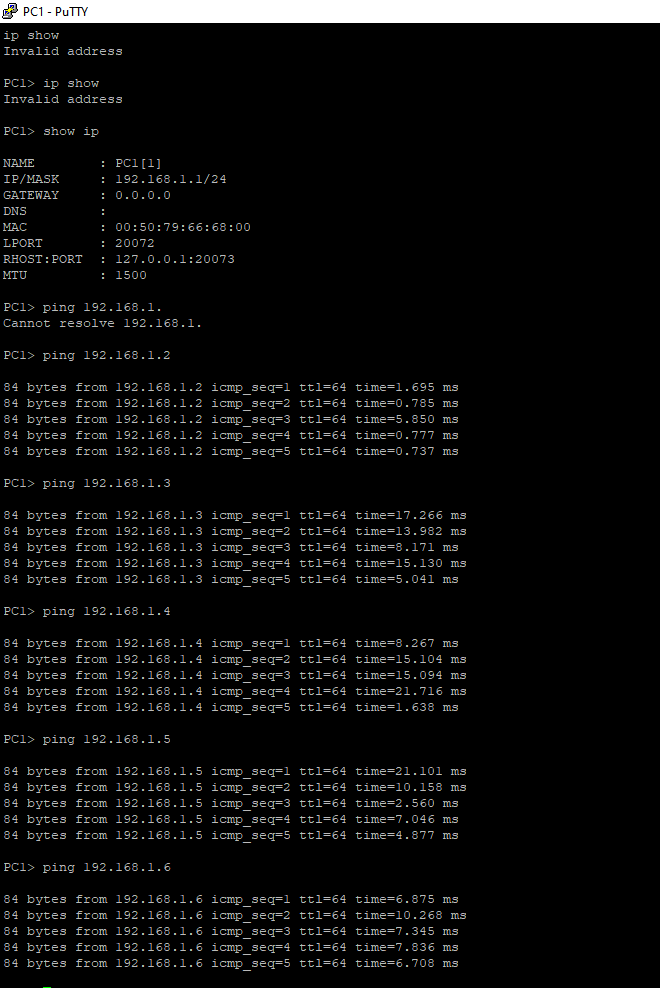 PC1 - PuTTY
ip show
Invalid address
PC1> ip show
Invalid address
PC1> show ip
NAME        : PC1[1]
IP/MASK     : 192.168.1.1/24
GATEWAY     : 0.0.0.0
DNS         :
MAC         : 00:50:79:66:68:00
LPORT       : 20072
RHOST:PORT  : 127.0.0.1:20073
MTU         : 1500
PC1> ping 192.168.1.
Cannot resolve 192.168.1.
PC1> ping 192.168.1.2
84 bytes from 192.168.1.2 icmp_seq=1 ttl=64 time=1.695 ms
84 bytes from 192.168.1.2 icmp_seq=2 ttl=64 time=0.785 ms
84 bytes from 192.168.1.2 icmp_seq=3 ttl=64 time=5.850 ms
84 bytes from 192.168.1.2 icmp_seq=4 ttl=64 time=0.777 ms
84 bytes from 192.168.1.2 icmp_seq=5 ttl=64 time=0.737 ms
PC1> ping 192.168.1.3
84 bytes from 192.168.1.3 icmp_seq=1 ttl=64 time=17.266 ms
84 bytes from 192.168.1.3 icmp_seq=2 ttl=64 time=13.982 ms
84 bytes from 192.168.1.3 icmp_seq=3 ttl=64 time=8.171 ms
84 bytes from 192.168.1.3 icmp_seq=4 ttl=64 time=15.130 ms
84 bytes from 192.168.1.3 icmp_seq=5 ttl=64 time=5.041 ms
PC1> ping 192.168.1.4
84 bytes from 192.168.1.4 icmp_seq=1 ttl=64 time=8.267 ms
84 bytes from 192.168.1.4 icmp_seq=2 ttl=64 time=15.104 ms
84 bytes from 192.168.1.4 icmp_seq=3 ttl=64 time=15.094 ms
84 bytes from 192.168.1.4 icmp_seq=4 ttl=64 time=21.716 ms
84 bytes from 192.168.1.4 icmp_seq=5 ttl=64 time=1.638 ms
PC1> ping 192.168.1.5
84 bytes from 192.168.1.5 icmp_seq=1 ttl=64 time=21.101 ms
84 bytes from 192.168.1.5 icmp_seq=2 ttl=64 time=10.158 ms
84 bytes from 192.168.1.5 icmp_seq=3 ttl=64 time=2.560 ms
84 bytes from 192.168.1.5 icmp_seq=4 ttl=64 time=7.046 ms
84 bytes from 192.168.1.5 icmp_seq=5 ttl=64 time=4.877 ms
PC1> ping 192.168.1.6
84 bytes from 192.168.1.6 icmp_seq=1 ttl=64 time=6.875 ms
84 bytes from 192.168.1.6 icmp_seq=2 ttl=64 time=10.268 ms
84 bytes from 192.168.1.6 icmp_seq=3 ttl=64 time=7.345 ms
84 bytes from 192.168.1.6 icmp_seq=4 ttl=64 time=7.836 ms
84 bytes from 192.168.1.6 icmp_seq=5 ttl=64 time=6.708 ms